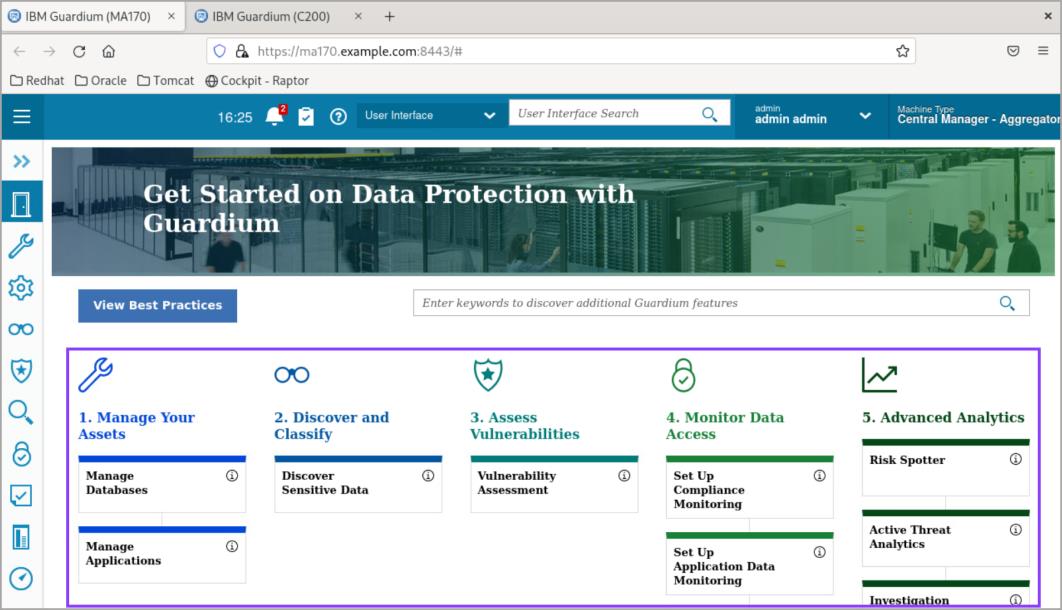 IBM Guardium (MA170)
IBM Guardium (C200)
https://ma170.example.com:8443/#
Redhat
Oracle
Tomcat
Cockpit - Raptor
16:25
2
User Interface
User Interface Search
admin
admin admin
Machine Type
Central Manager - Aggregator
Get Started on Data Protection with
Guardium
View Best Practices
Enter keywords to discover additional Guardium features
1. Manage Your
Assets
Manage
Databases
Manage
Applications
2. Discover and
Classify
Discover
Sensitive Data
3. Assess
Vulnerabilities
Vulnerability
Assessment
4. Monitor Data
Access
Set Up
Compliance
Monitoring
Set Up
Application Data
Monitoring
5. Advanced Analytics
Risk Spotter
Active Threat
Analytics
Investigation